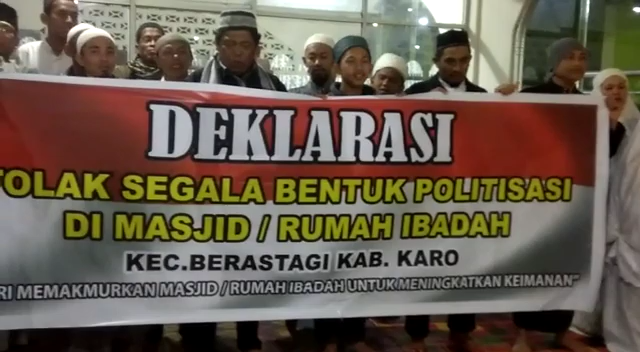 DEKLARASI
TOLAK SEGALA BENTUK POLITISASI
DI MASJID / RUMAH IBADAH
KEC.BERASTAGI KAB. KARO
MEMAKMURKAN MASJID / RUMAH IBADAH UNTUK MENINGKATKAN KEIMANAN"